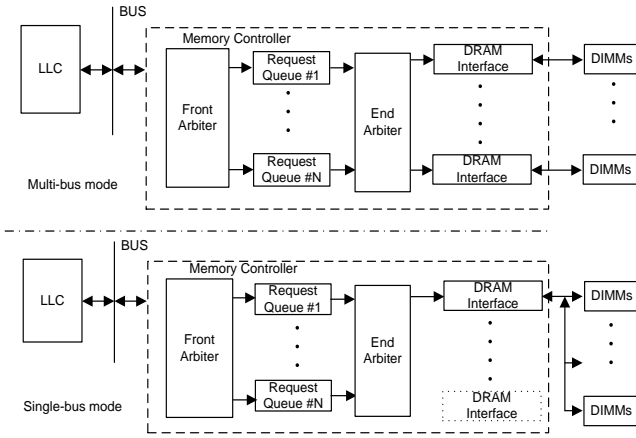 BUS
Memory Controller
LLC
Front
Arbiter
Request
Queue #1
Request
Queue #N
End
Arbiter
DRAM
Interface
DRAM
Interface
DIMMs
DIMMs
Multi-bus mode
BUS
Memory Controller
LLC
Front
Arbiter
Request
Queue #1
Request
Queue #N
End
Arbiter
DRAM
Interface
DRAM
Interface
DIMMs
DIMMs
Single-bus mode